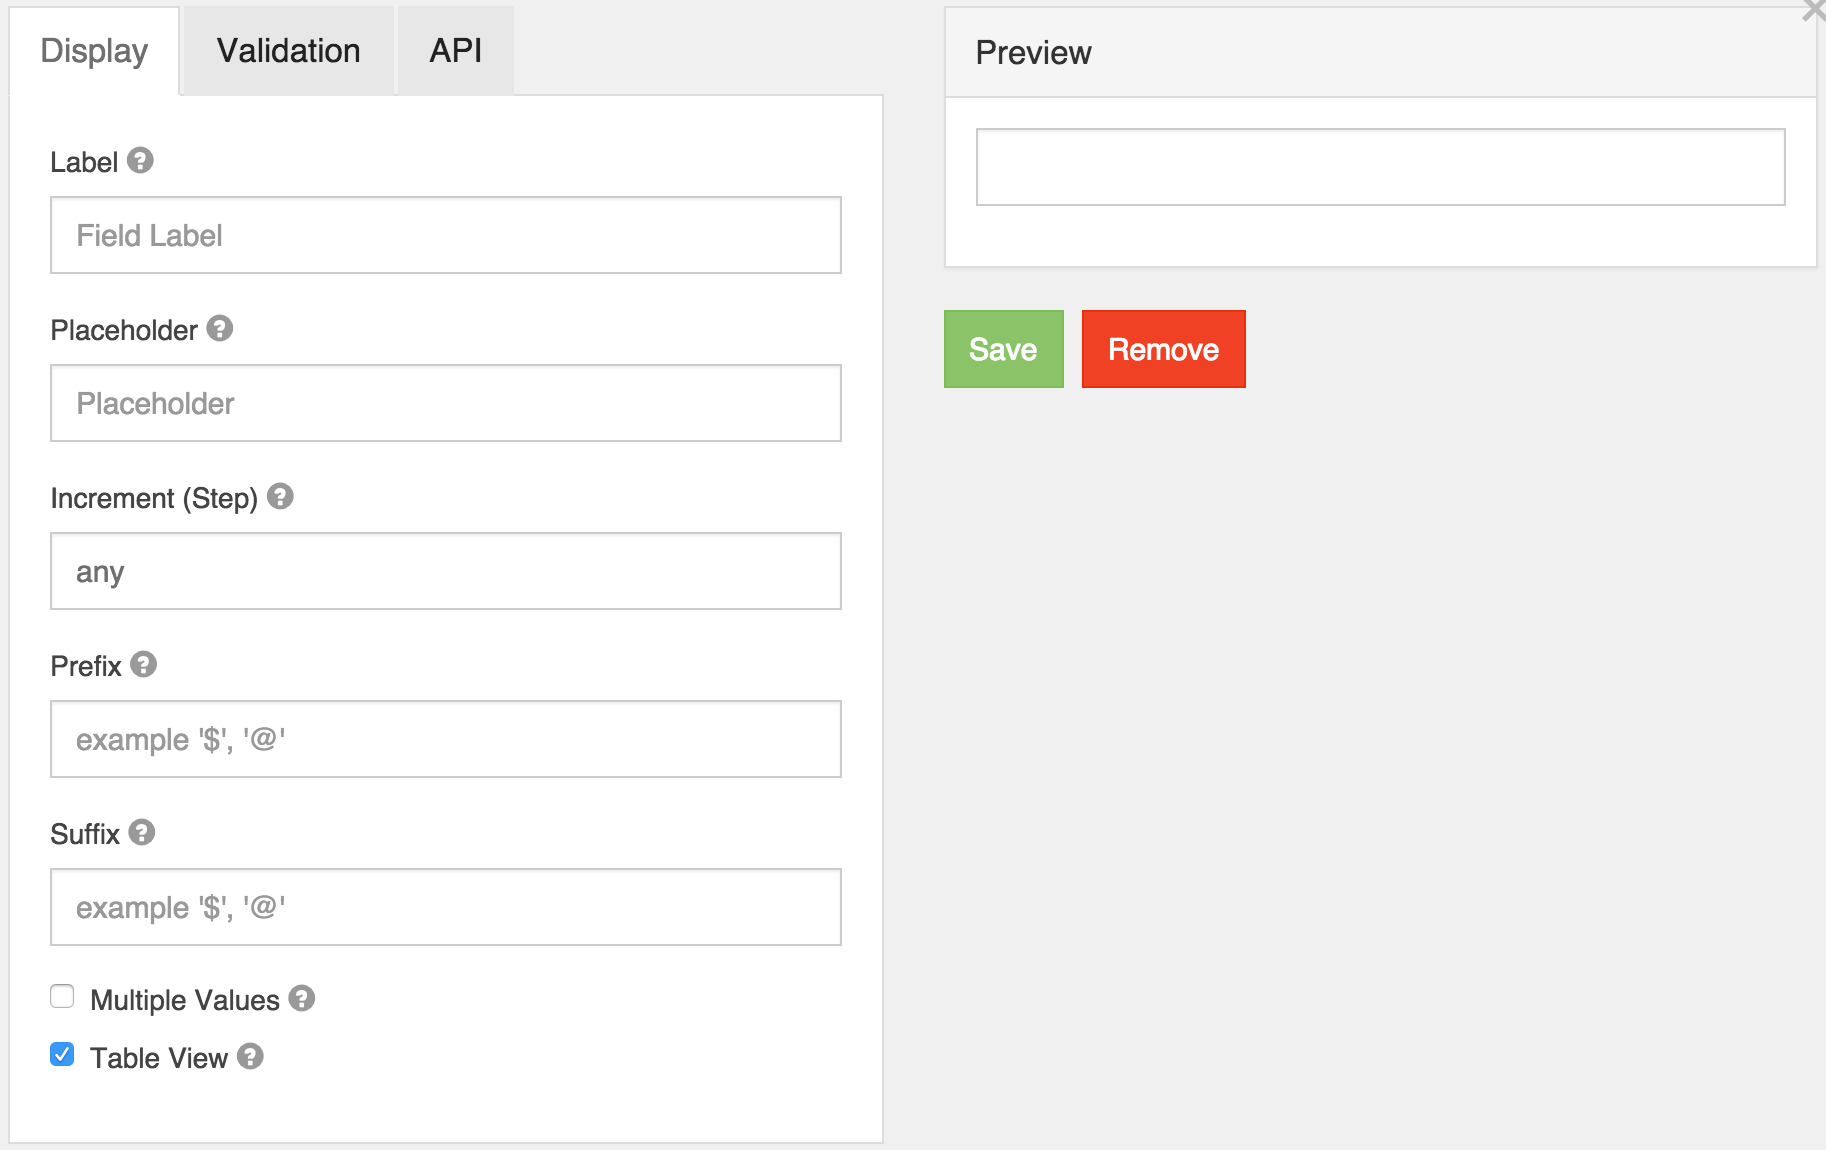 Display Validation API
Label
Field Label
Placeholder
Placeholder
Increment (Step)
any
Prefix
example '$', '@'
Suffix
example '$', '@'
Multiple Values
Table View
Preview
Save Remove